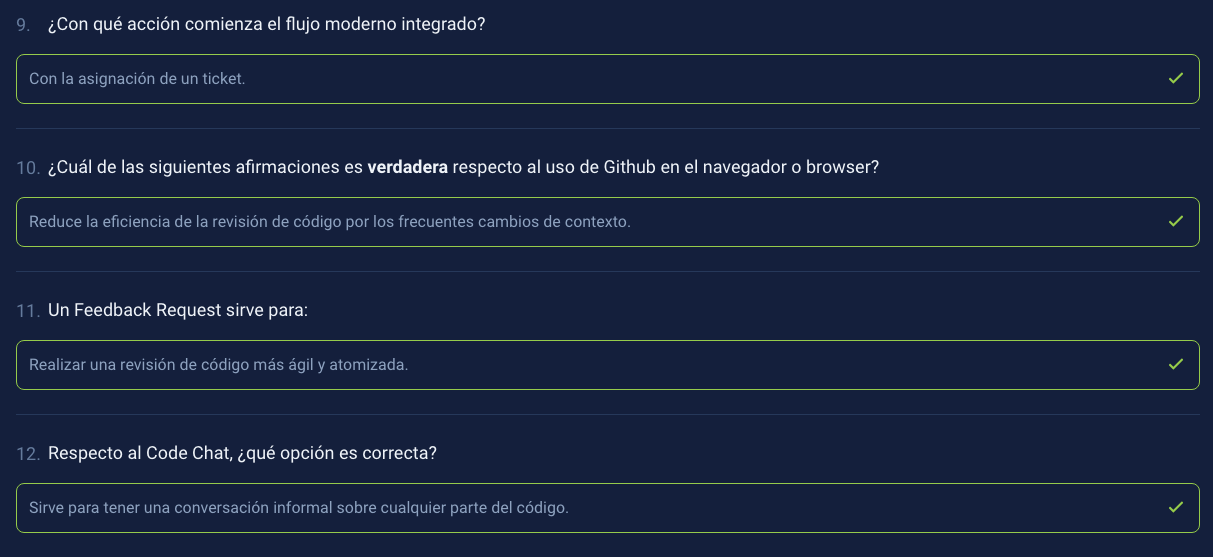 9. ¿Con qué acción comienza el flujo moderno integrado?
Con la asignación de un ticket.
10. ¿Cuál de las siguientes afirmaciones es verdadera respecto al uso de Github en el navegador o browser?
Reduce la eficiencia de la revisión de código por los frecuentes cambios de contexto.
11. Un Feedback Request sirve para:
Realizar una revisión de código más ágil y atomizada.
12. Respecto al Code Chat, ¿qué opción es correcta?
Sirve para tener una conversación informal sobre cualquier parte del código.